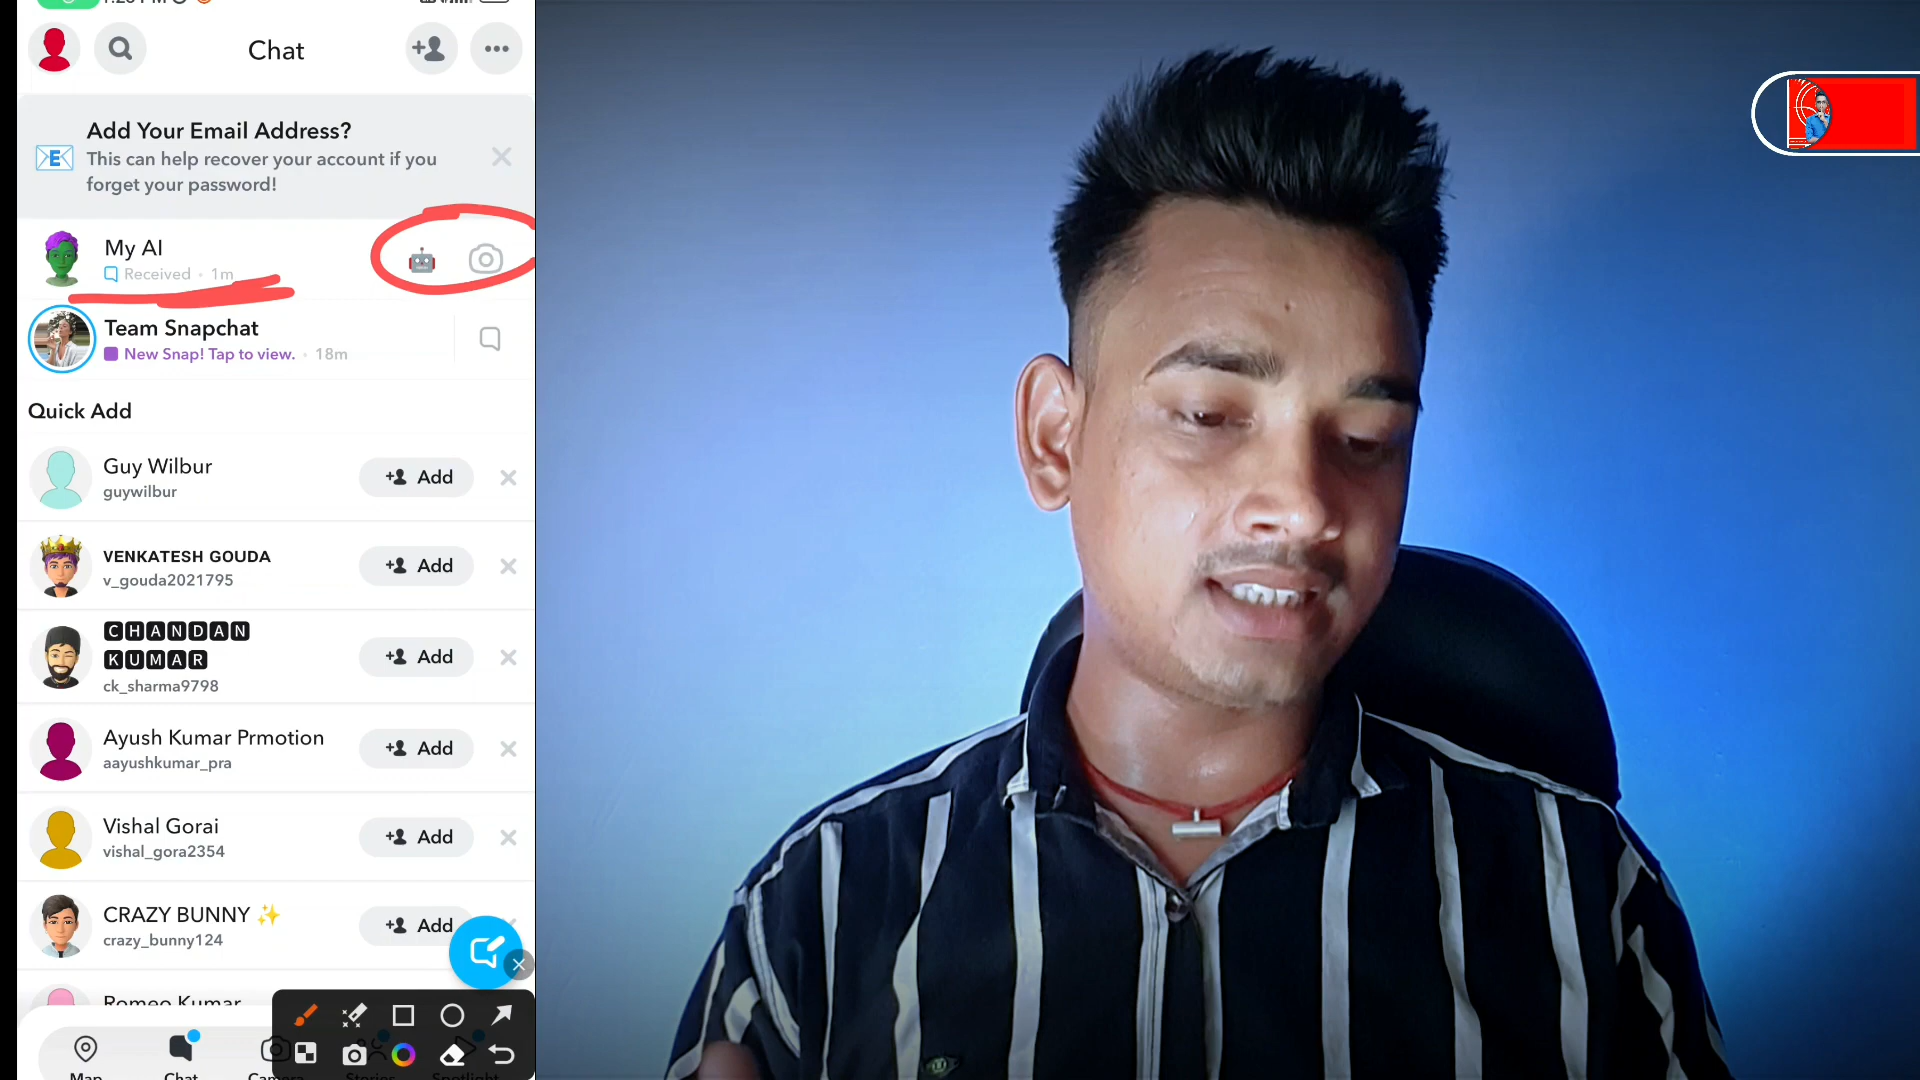 Chat
Add Your Email Address?
This can help recover your account if you
forget your password!
My AI
Received • 1m
Team Snapchat
New Snap! Tap to view. • 18m
Quick Add
Guy Wilbur
guywilbur
Add
VENKATESH GOUDA
v_gouda2021795
Add
CHANDAN
KUMAR
ck_sharma9798
Add
Ayush Kumar Prmotion
aayushkumar_pra
Add
Vishal Gorai
vishal_gora2354
Add
CRAZY BUNNY ✨
crazy_bunny124
Add
Romeo Kumar
Map
Chat
Camera
Stories
Spotlight